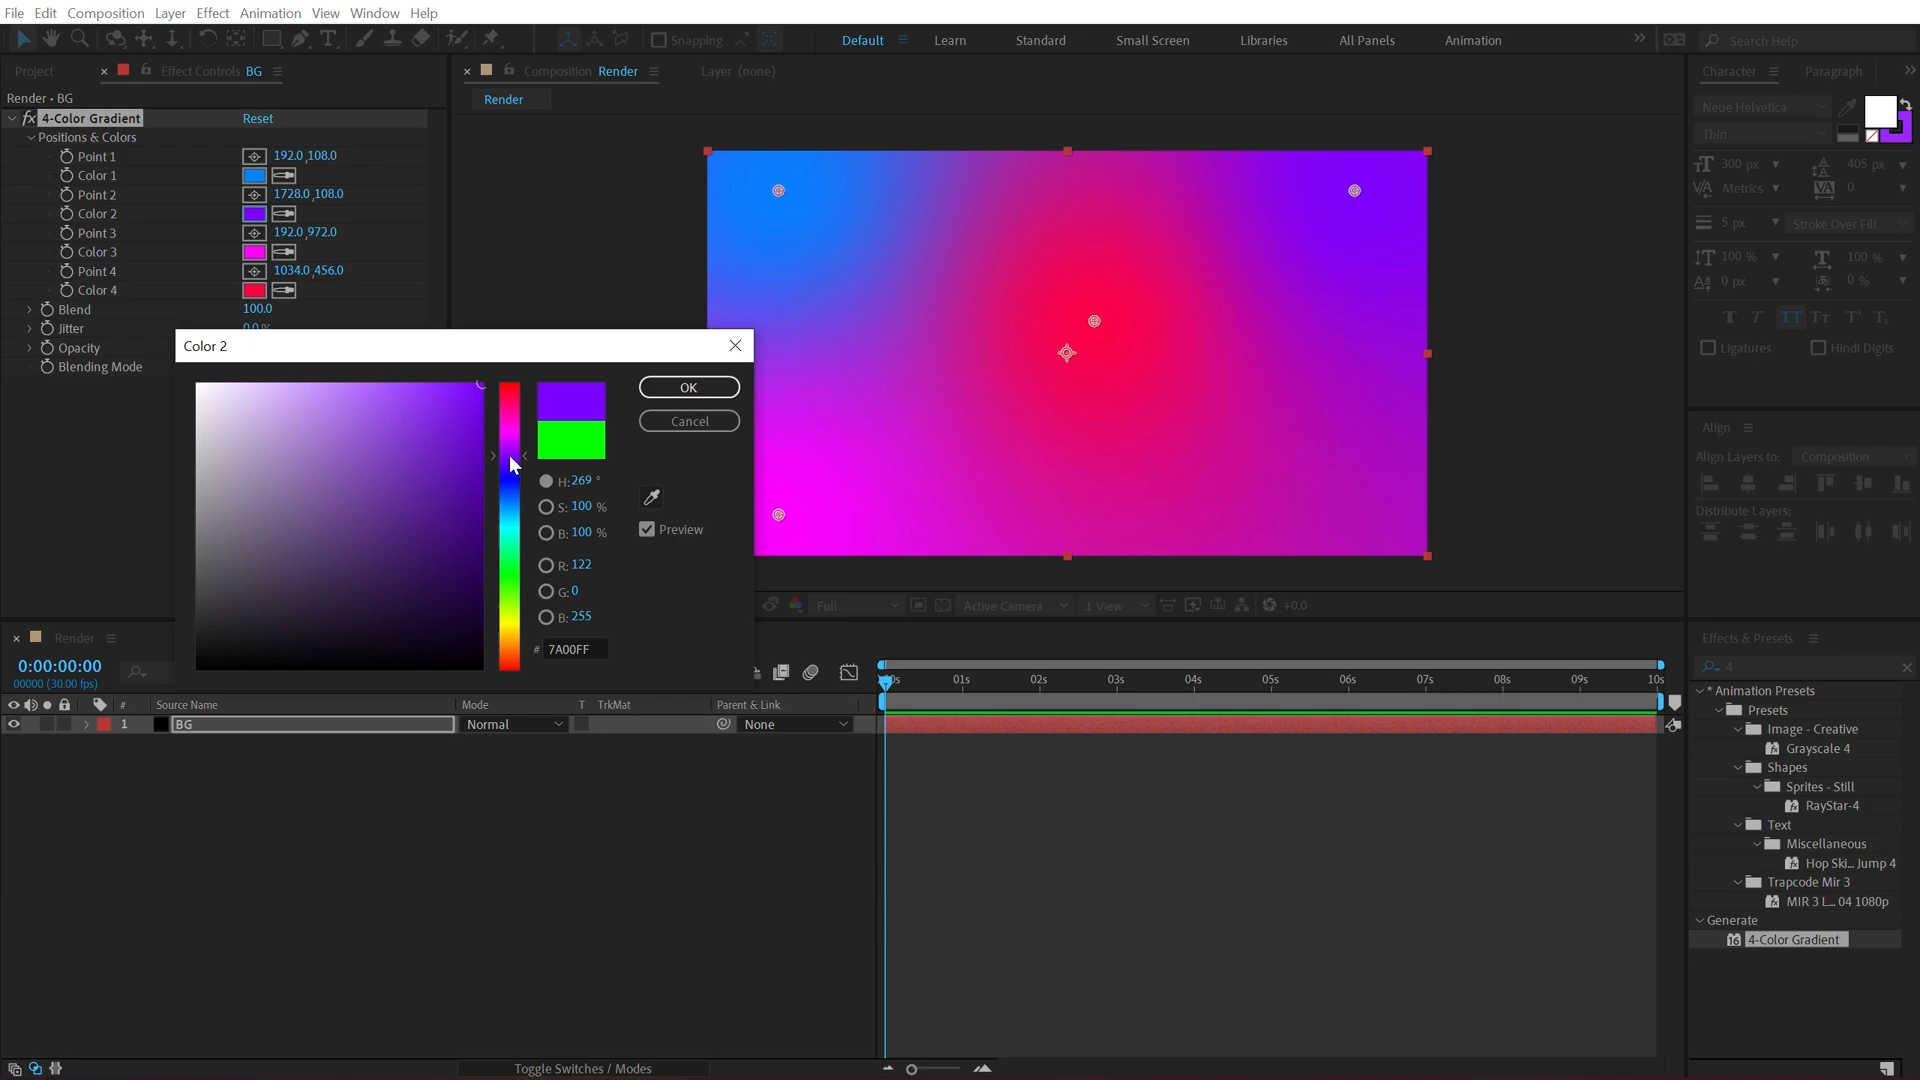 File Edit Composition Layer Effect Animation View Window Help
Snapping Default Learn Standard Small Screen Libraries All Panels Animation Search Help
Project Effect Controls BG
Composition Render Layer (none)
Character Paragraph
Render • BG
Render
fx 4-Color Gradient Reset
Positions & Colors
Point 1 192.0,108.0
Color 1
Point 2 1728.0,108.0
Color 2
Point 3 192.0,972.0
Color 3
Point 4 1034.0,456.0
Color 4
Blend 100.0
Jitter 0.0%
Opacity
Blending Mode
Neue Helvetica
Thin
300 px 405 px
Metrics 0
5 px Stroke Over Fill
100 % 100 %
0 px 0 %
Ligatures Hindi Digits
Color 2
OK
Cancel
H: 269 °
S: 100 %
B: 100 %
Preview
R: 122
G: 0
B: 255
# 7A00FF
Align
Align Layers to: Composition
Distribute Layers:
Full Active Camera 1 View +0.0
Render
0:00:00:00
00000 (30.00 fps)
01s 02s 03s 04s 05s 06s 07s 08s 09s 10s
# Source Name Mode T TrkMat Parent & Link
1 BG Normal None
Effects & Presets
4
* Animation Presets
Presets
Image - Creative
Grayscale 4
Shapes
Sprites - Still
RayStar-4
Text
Miscellaneous
Hop Ski... Jump 4
Trapcode Mir 3
MIR 3 L... 04 1080p
Generate
4-Color Gradient
Toggle Switches / Modes